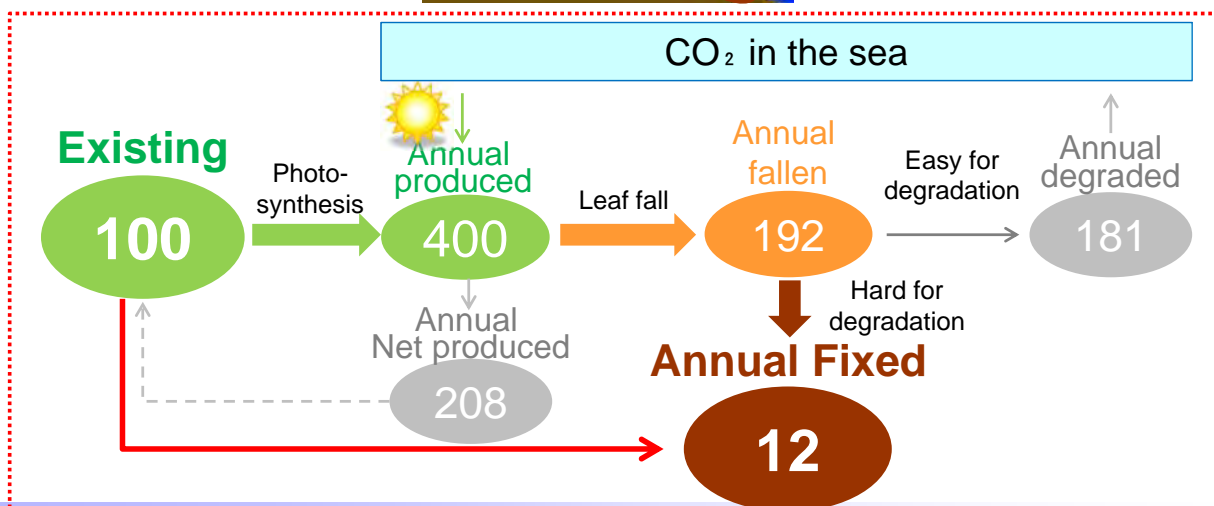 CO₂ in the sea
Existing
100
Photo-
synthesis
Annual
produced
400
Leaf fall
Annual
fallen
192
Easy for
degradation
Annual
degraded
181
Annual
Net produced
208
Hard for
degradation
Annual Fixed
12